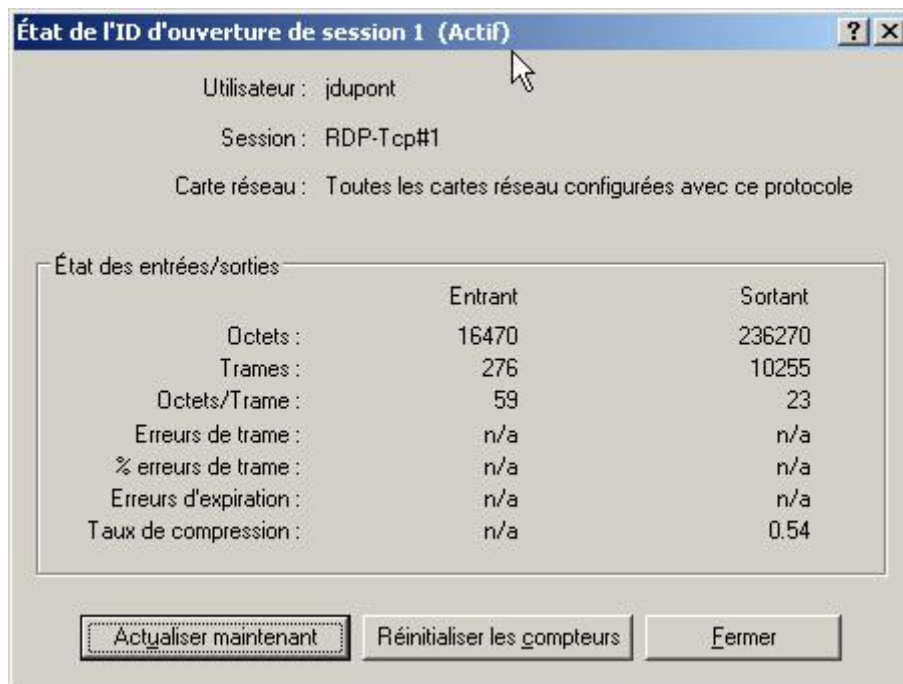 État de l'ID d'ouverture de session 1 (Actif)
Utilisateur : jdupont
Session : RDP-Tcp#1
Carte réseau : Toutes les cartes réseau configurées avec ce protocole
État des entrées/sorties
Entrant Sortant
Octets : 16470 236270
Trames : 276 10255
Octets/Trame : 59 23
Erreurs de trame : n/a n/a
% erreurs de trame : n/a n/a
Erreurs d'expiration : n/a n/a
Taux de compression : n/a 0.54
Actualiser maintenant Réinitialiser les compteurs Fermer